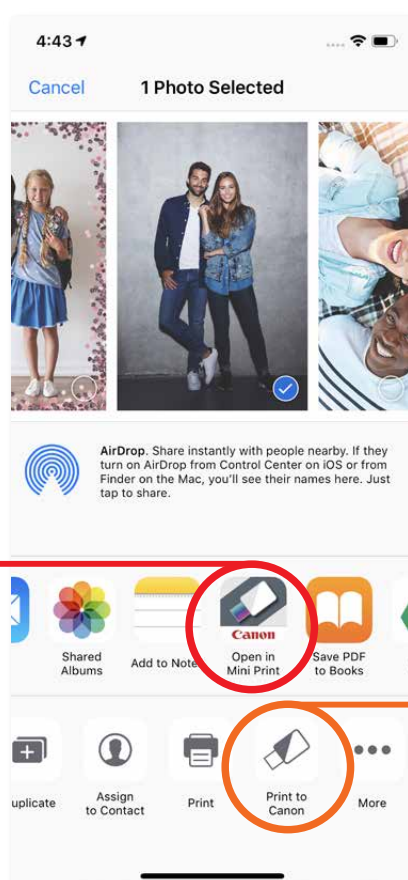 4:43
Cancel
1 Photo Selected
AirDrop. Share instantly with people nearby. If they
turn on AirDrop from Control Center on iOS or from
Finder on the Mac, you'll see their names here. Just
tap to share.
Canon
Shared
Albums
Add to Note
Open in
Mini Print
Save PDF
to Books
uplicate
Assign
to Contact
Print
Print to
Canon
More